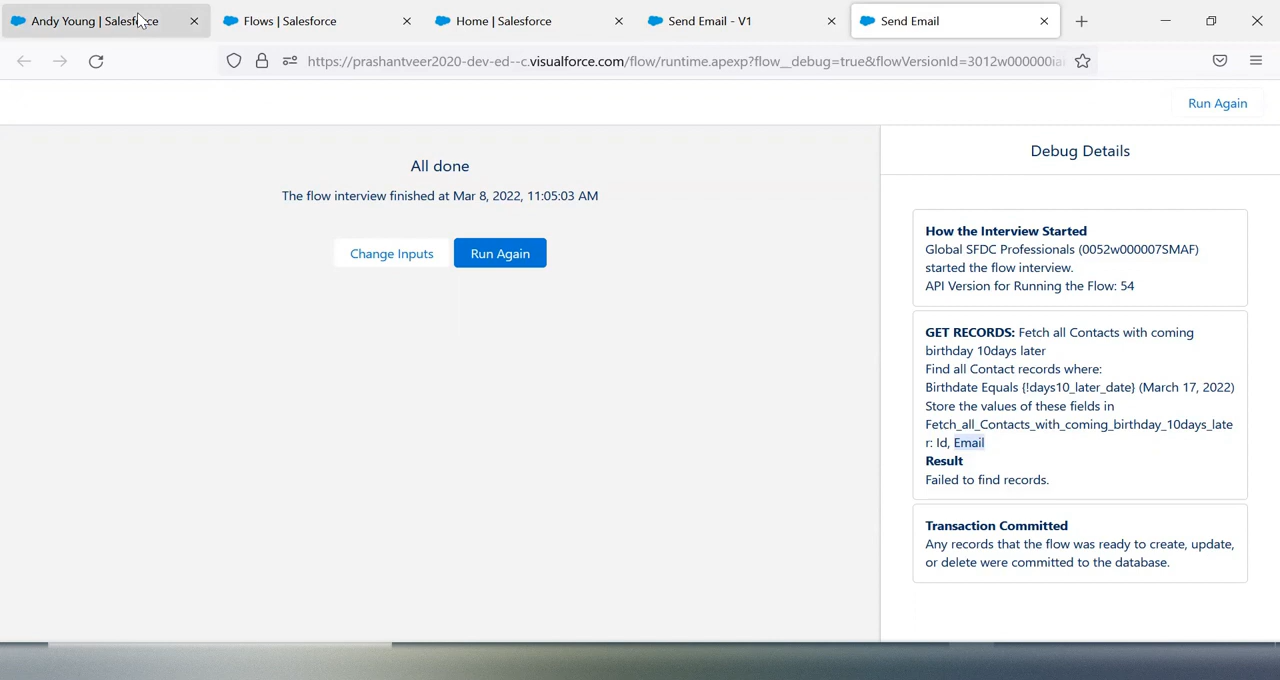 Andy Young | Salesforce
Flows | Salesforce
Home | Salesforce
Send Email - V1
Send Email
https://prashantveer2020-dev-ed--c.visualforce.com/flow/runtime.apexp?flow__debug=true&flowVersionId=3012w000000iai
Run Again
All done
The flow interview finished at Mar 8, 2022, 11:05:03 AM
Change Inputs
Run Again
Debug Details
How the Interview Started
Global SFDC Professionals (0052w000007SMAF)
started the flow interview.
API Version for Running the Flow: 54
GET RECORDS: Fetch all Contacts with coming
birthday 10days later
Find all Contact records where:
Birthdate Equals {!days10_later_date} (March 17, 2022)
Store the values of these fields in
Fetch_all_Contacts_with_coming_birthday_10days_late
r: Id, Email
Result
Failed to find records.
Transaction Committed
Any records that the flow was ready to create, update,
or delete were committed to the database.